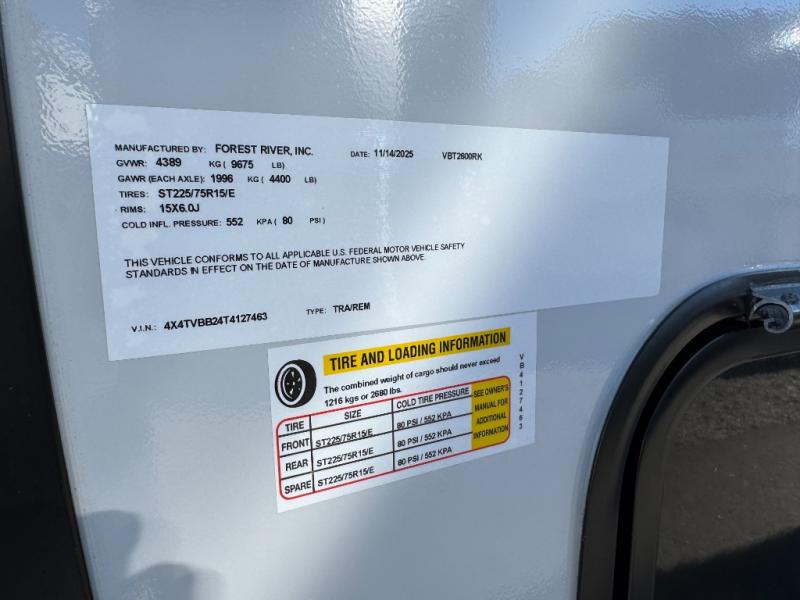 MANUFACTURED BY: FOREST RIVER, INC. DATE: 11/14/2025 VBT2600RK
GVWR: 4389 KG ( 9675 LB)
GAWR (EACH AXLE): 1996 KG ( 4400 LB)
TIRES: ST225/75R15/E
RIMS: 15X6.0J
COLD INFL. PRESSURE: 552 KPA ( 80 PSI )
THIS VEHICLE CONFORMS TO ALL APPLICABLE U.S. FEDERAL MOTOR VEHICLE SAFETY
STANDARDS IN EFFECT ON THE DATE OF MANUFACTURE SHOWN ABOVE.
V.I.N.: 4X4TVBB24T4127463 TYPE: TRA/REM
TIRE AND LOADING INFORMATION
The combined weight of cargo should never exceed
1216 kgs or 2680 lbs.
TIRE SIZE COLD TIRE PRESSURE
FRONT ST225/75R15/E 80 PSI / 552 KPA
REAR ST225/75R15/E 80 PSI / 552 KPA
SPARE ST225/75R15/E 80 PSI / 552 KPA
SEE OWNER'S
MANUAL FOR
ADDITIONAL
INFORMATION
VB4127463